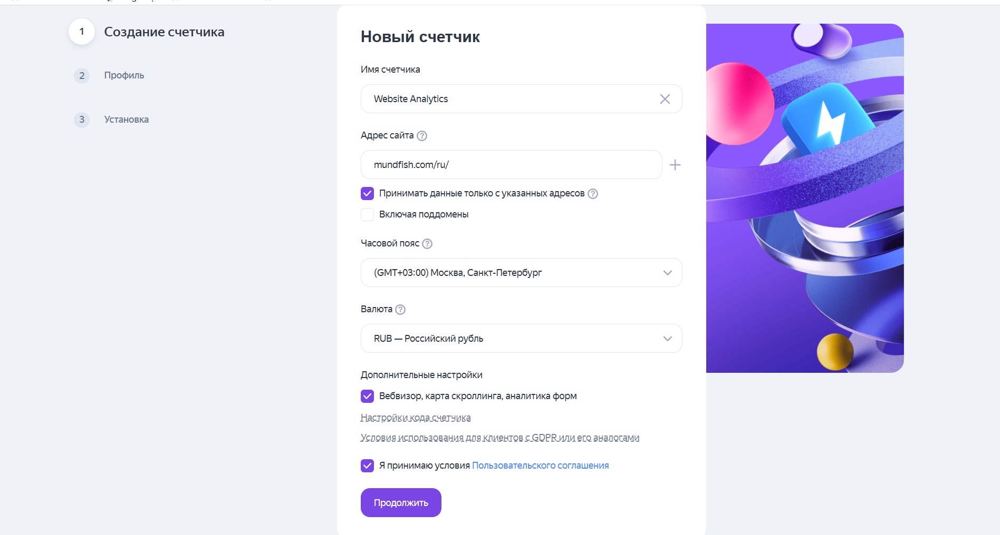 1 Создание счетчика
2 Профиль
3 Установка
Новый счетчик
Имя счетчика
Website Analytics
Адрес сайта ?
mundfish.com/ru/
Принимать данные только с указанных адресов ?
Включая поддомены
Часовой пояс ?
(GMT+03:00) Москва, Санкт-Петербург
Валюта ?
RUB — Российский рубль
Дополнительные настройки
Вебвизор, карта скроллинга, аналитика форм
Настройки кода счетчика
Условия использования для клиентов с GDPR или его аналогами
Я принимаю условия Пользовательского соглашения
Продолжить